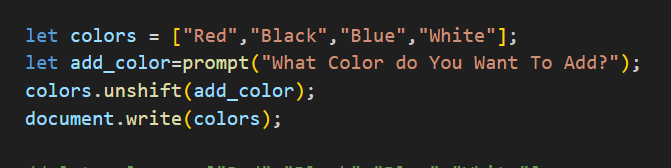 let colors = ["Red","Black","Blue","White"];
let add_color=prompt("What Color do You Want To Add?");
colors.unshift(add_color);
document.write(colors);